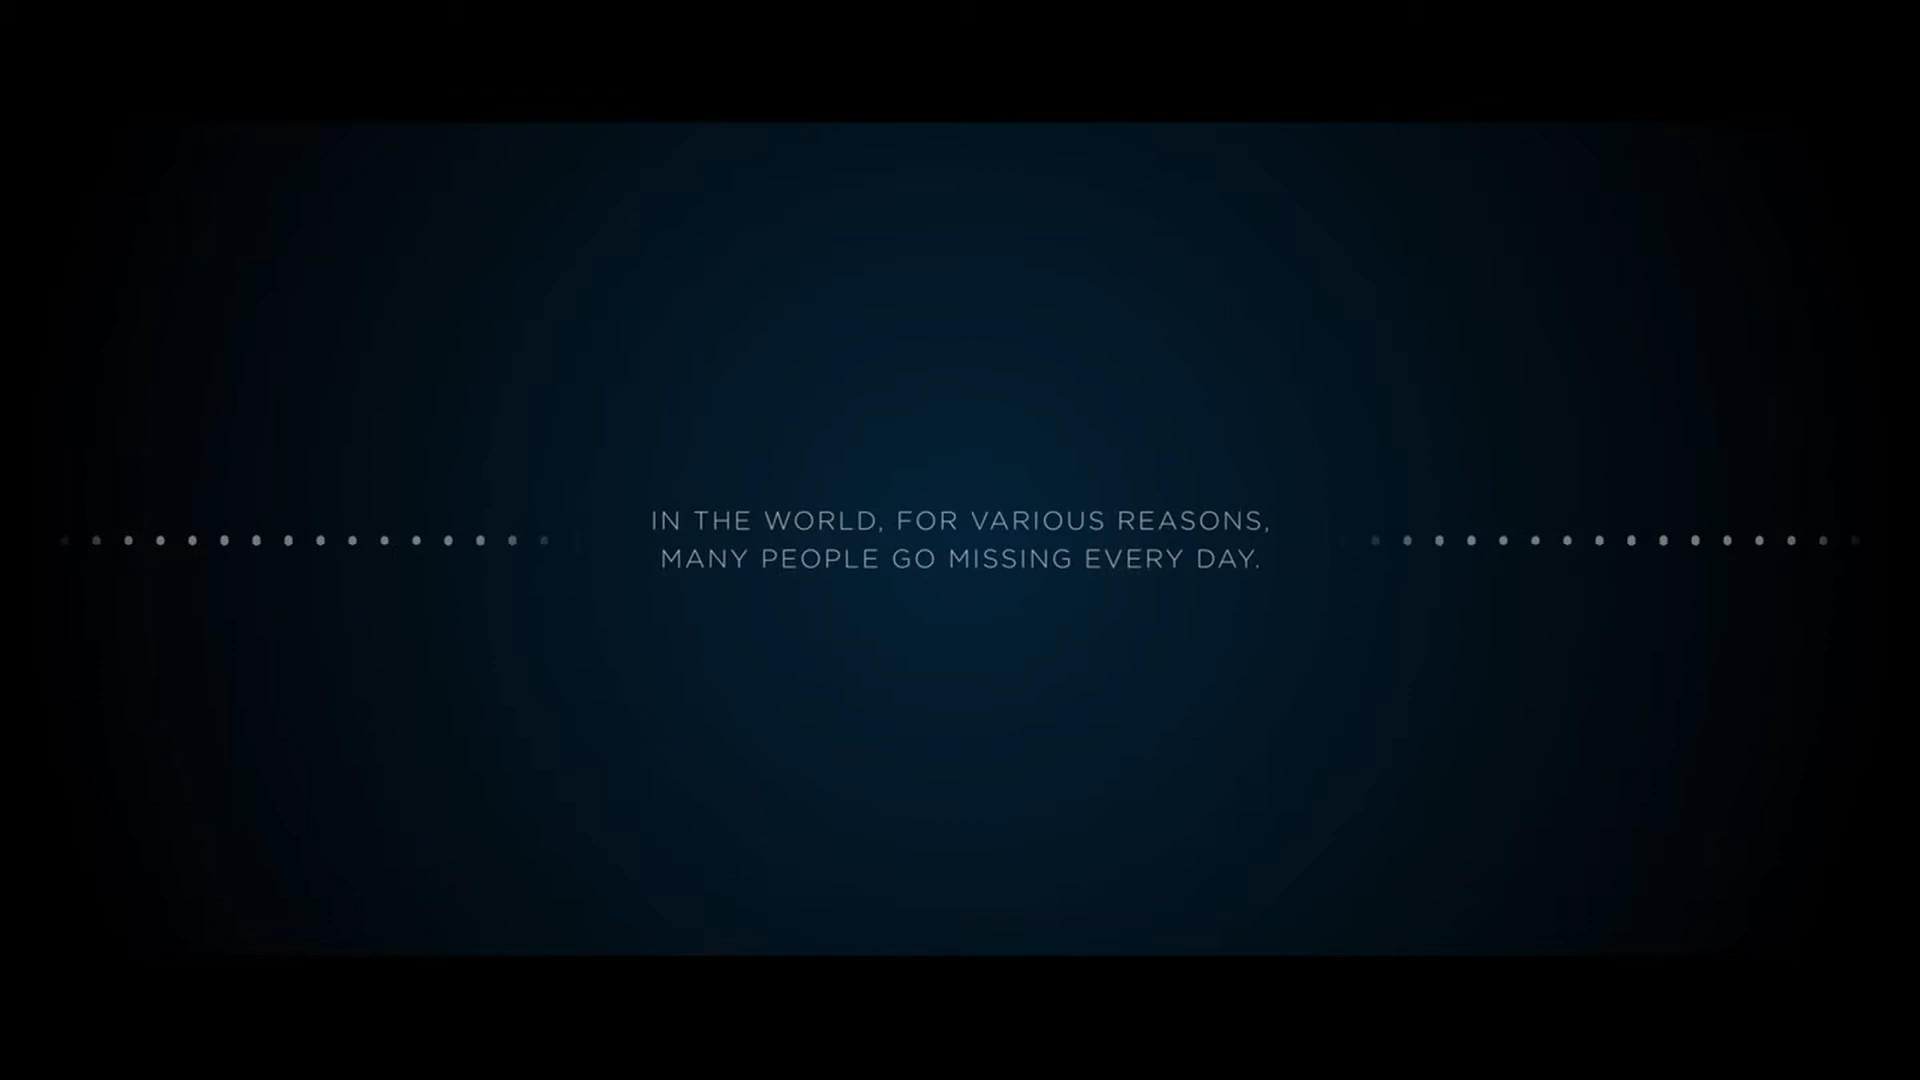 IN THE WORLD, FOR VARIOUS REASONS,
MANY PEOPLE GO MISSING EVERY DAY.